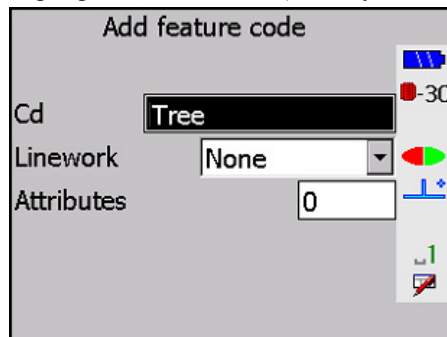 Add feature code
-30
Cd Tree
Linework None
Attributes 0
1